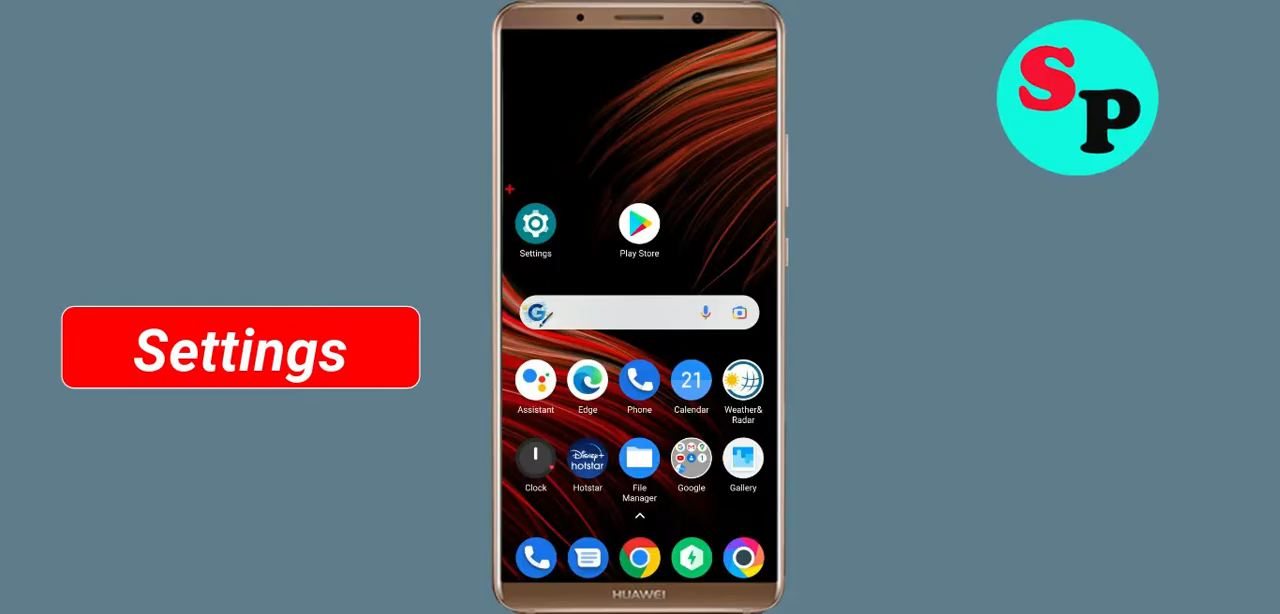 S
P
Settings
Settings
Play Store
G
Assistant
Edge
Phone
21
Calendar
Weather&
Radar
Disney+
hotstar
Clock
Hotstar
File
Manager
Google
Gallery
HUAWEI